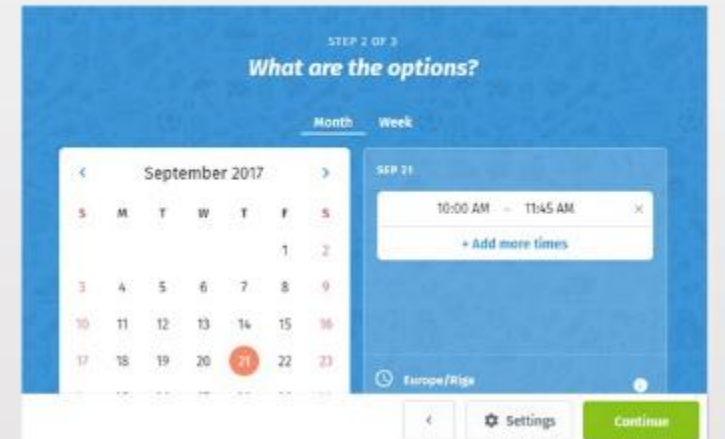 STEP 2 OF 3
What are the options?
Month Week
September 2017
S M T W T F S
1 2
3 4 5 6 7 8 9
10 11 12 13 14 15 16
17 18 19 20 21 22 23
SEP 21
10:00 AM – 11:45 AM
+ Add more times
Europe/Riga
Settings
Continue